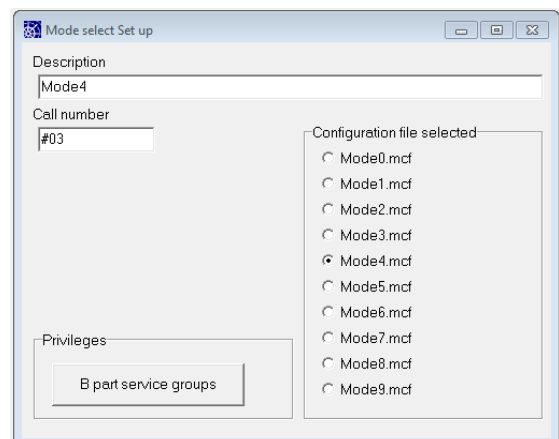 Mode select Set up
Description
Mode4
Call number
#03
Configuration file selected
Mode0.mcf
Mode1.mcf
Mode2.mcf
Mode3.mcf
Mode4.mcf
Mode5.mcf
Mode6.mcf
Mode7.mcf
Mode8.mcf
Mode9.mcf
Privileges
B part service groups